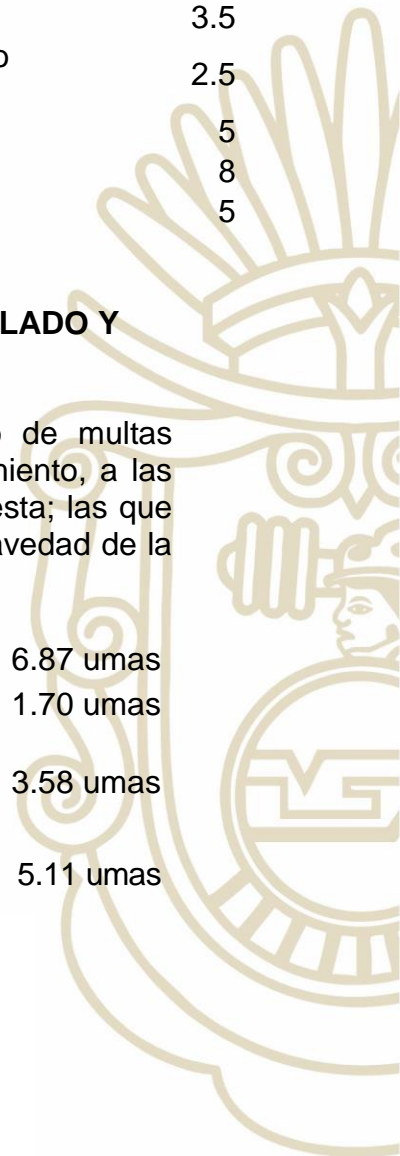 3.5
o
2.5
5
8
5
LADO Y
o de multas
miento, a las
esta; las que
avedad de la
6.87 umas
1.70 umas
3.58 umas
5.11 umas